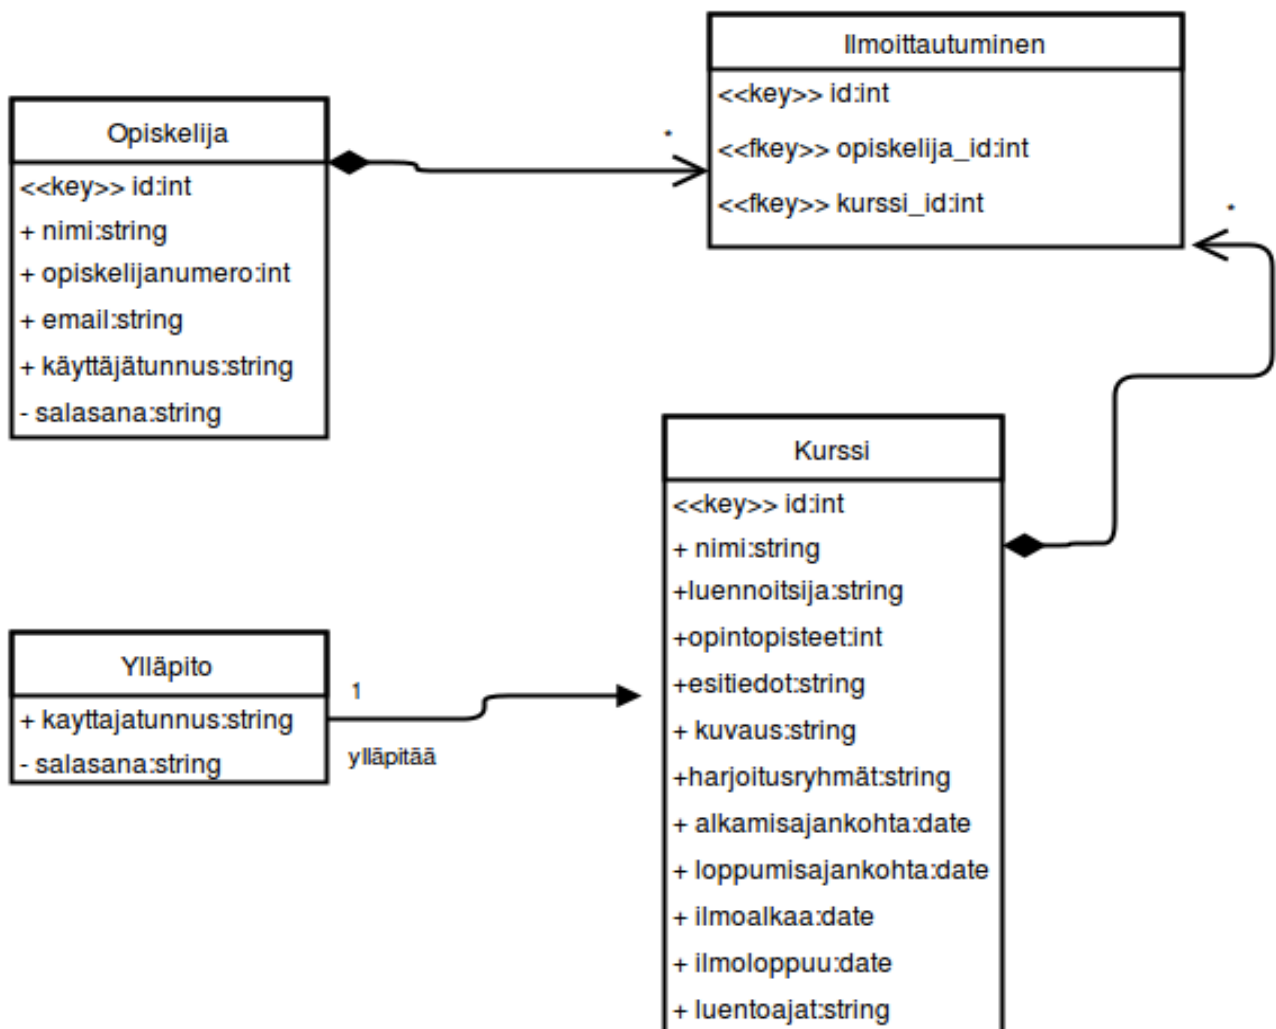 Opiskelija
<<key>> id:int
+ nimi:string
+ opiskelijanumero:int
+ email:string
+ käyttäjätunnus:string
- salasana:string
*
Ilmoittautuminen
<<key>> id:int
<<fkey>> opiskelija_id:int
<<fkey>> kurssi_id:int
*
Ylläpito
+ kayttajatunnus:string
- salasana:string
1
ylläpitää
Kurssi
<<key>> id:int
+ nimi:string
+luennoitsija:string
+opintopisteet:int
+esitiedot:string
+ kuvaus:string
+harjoitusryhmät:string
+ alkamisajankohta:date
+ loppumisajankohta:date
+ ilmoalkaa:date
+ ilmoloppuu:date
+ luentoajat:string